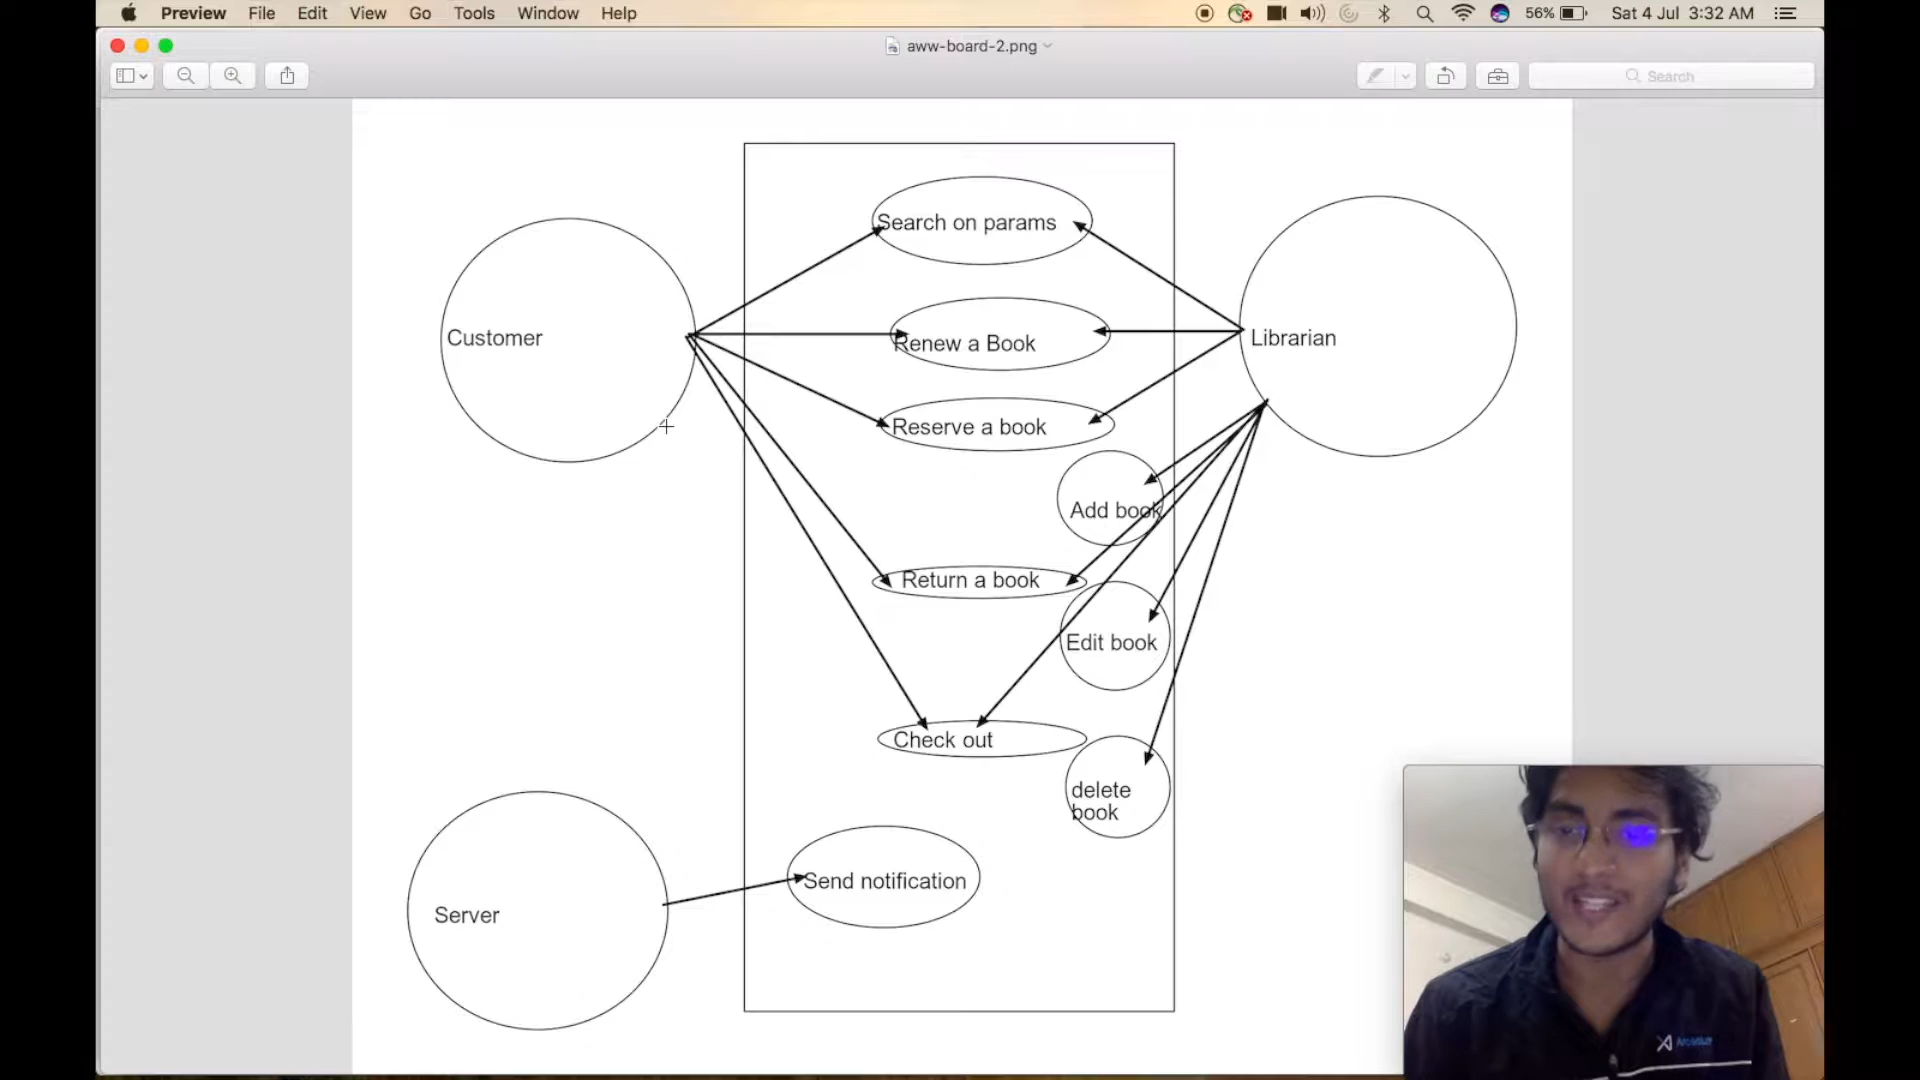 Preview File Edit View Go Tools Window Help
56% Sat 4 Jul 3:32 AM
aww-board-2.png
Search
Search on params
Customer
Renew a Book
Librarian
Reserve a book
Add book
Return a book
Edit book
Check out
delete
book
Send notification
Server